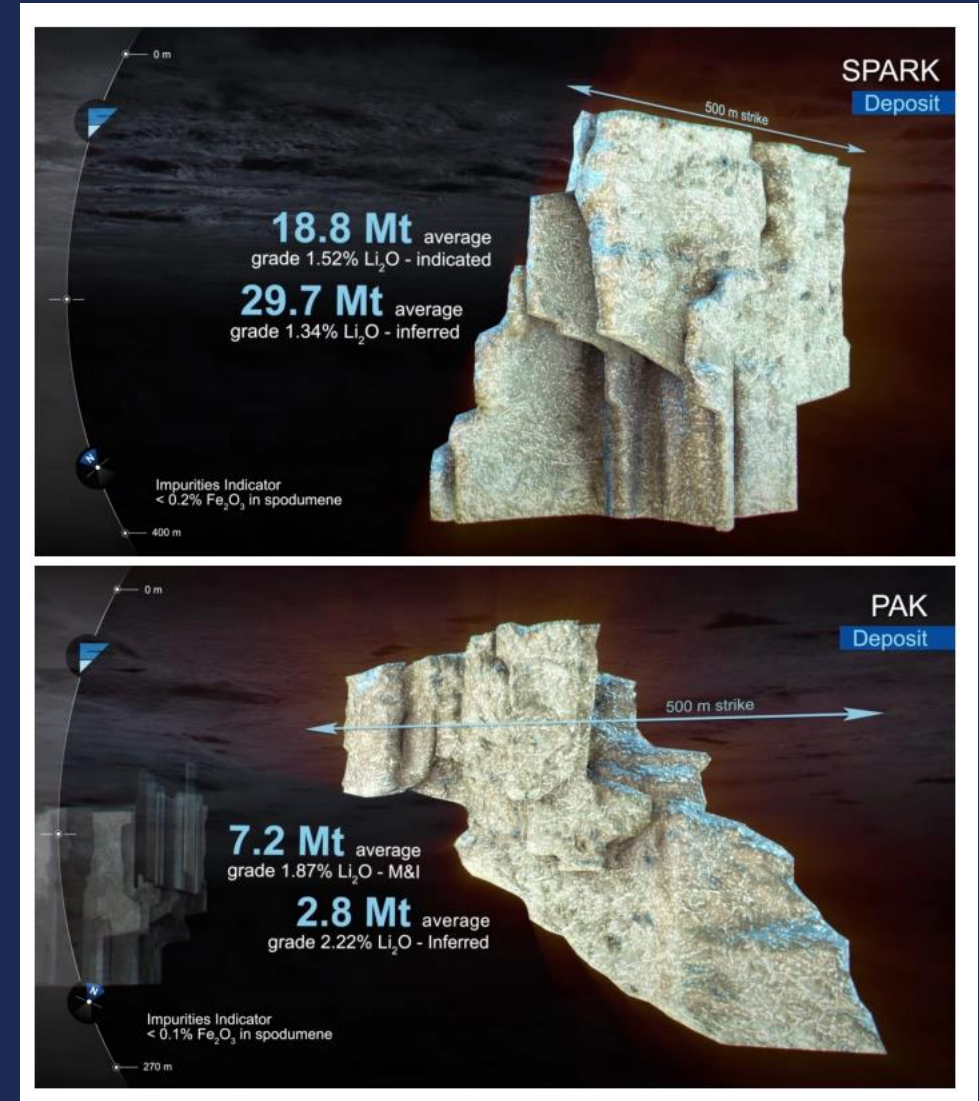 0 m
SPARK
Deposit
500 m strike
18.8 Mt average
grade 1.52% Li₂O - indicated
29.7 Mt average
grade 1.34% Li₂O - inferred
N
Impurities Indicator
< 0.2% Fe₂O₃ in spodumene
400 m
0 m
PAK
Deposit
500 m strike
7.2 Mt average
grade 1.87% Li₂O - M&I
2.8 Mt average
grade 2.22% Li₂O - Inferred
N
Impurities Indicator
< 0.1% Fe₂O₃ in spodumene
270 m